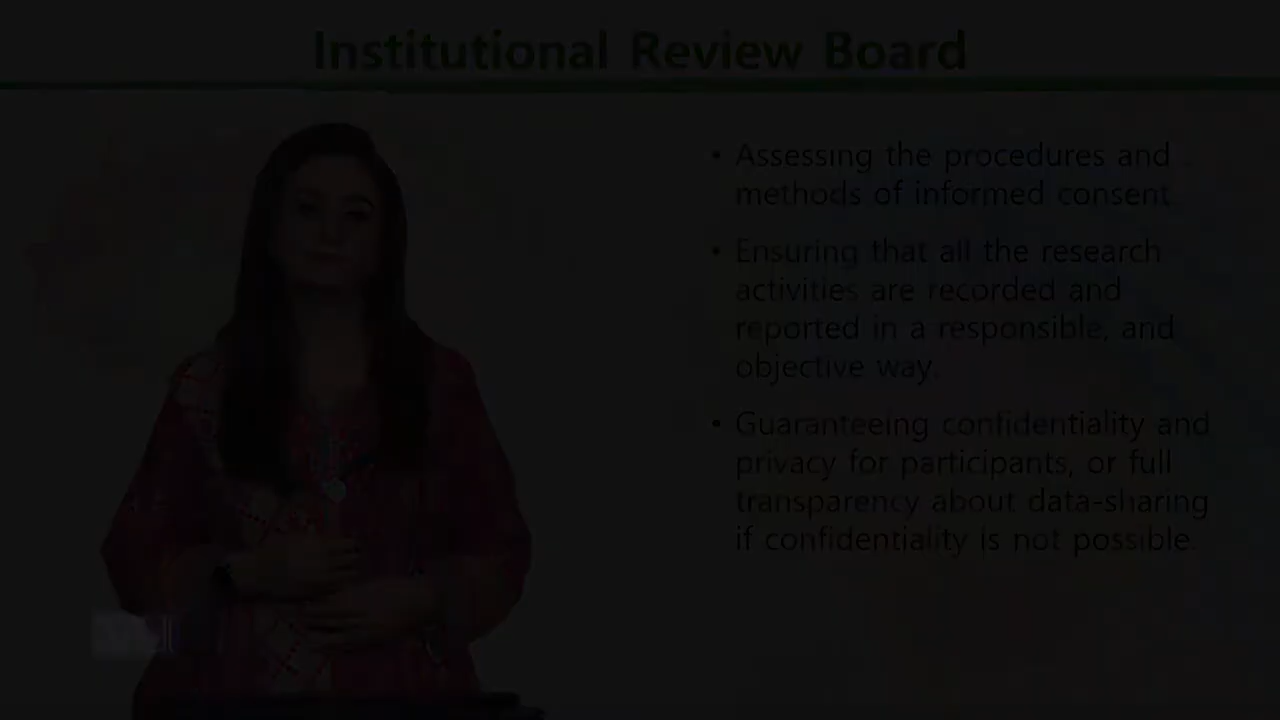 Institutional Review Board
• Assessing the procedures and
methods of informed consent
• Ensuring that all the research
activities are recorded and
reported in a responsible, and
objective way.
• Guaranteeing confidentiality and
privacy for participants, or full
transparency about data-sharing
if confidentiality is not possible.